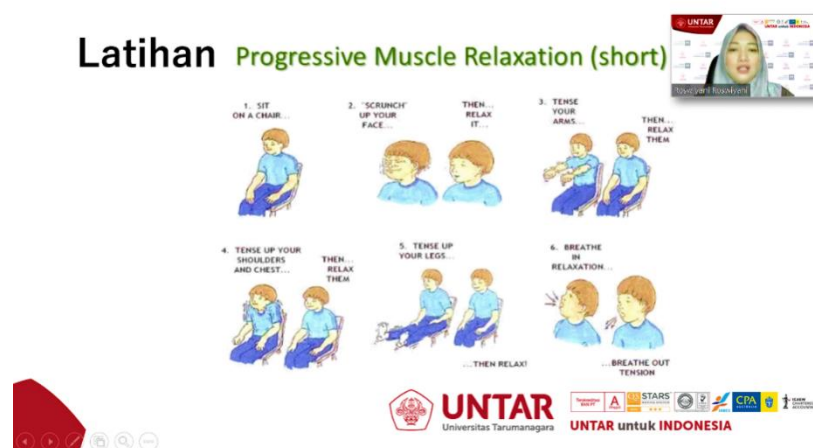 Latihan Progressive Muscle Relaxation (short)
UNTAR
UNTAR untuk INDONESIA
1. SIT
ON A CHAIR...
2. "SCRUNCH"
UP YOUR
FACE...
THEN...
RELAX
IT...
3. TENSE
YOUR
ARMS...
THEN...
RELAX
THEM
4. TENSE UP YOUR
SHOULDERS
AND CHEST...
THEN...
RELAX
THEM
5. TENSE UP
YOUR LEGS...
...THEN RELAX!
6. BREATHE
IN
RELAXATION...
...BREATHE OUT
TENSION
UNTAR
Universitas Tarumanagara
A
STARS
CPA
UNTAR untuk INDONESIA